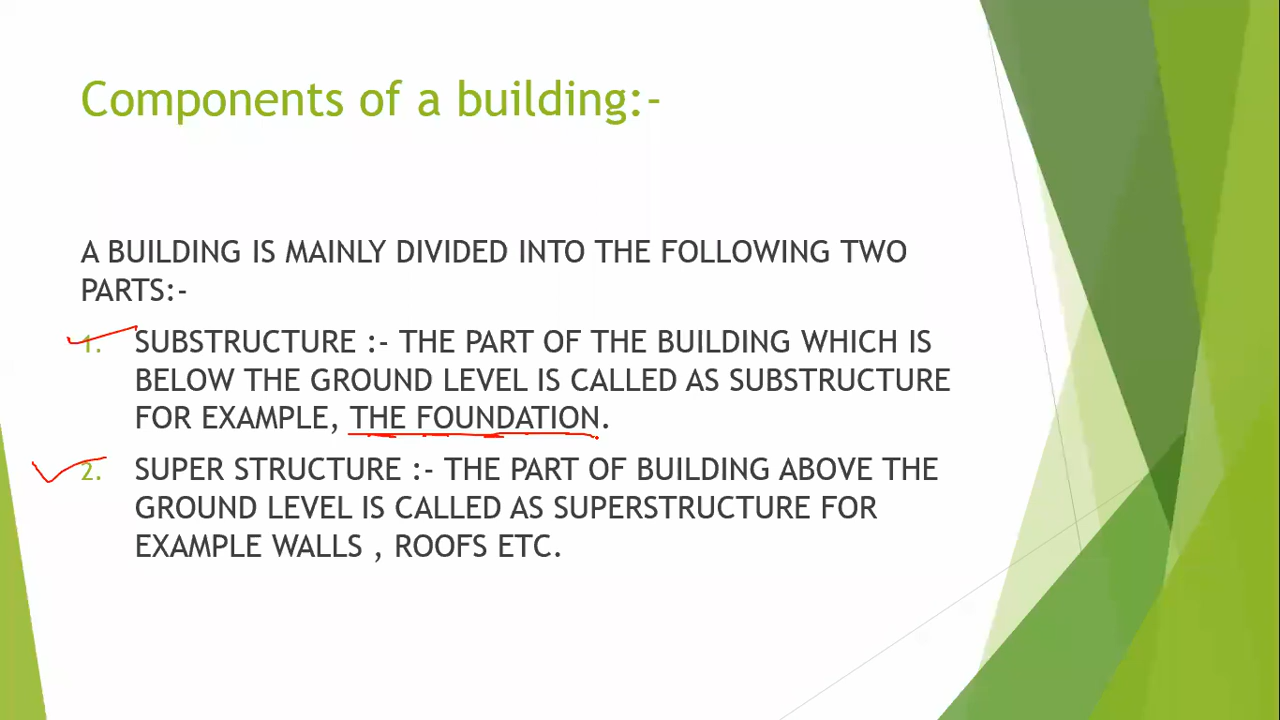 Components of a building:-
A BUILDING IS MAINLY DIVIDED INTO THE FOLLOWING TWO
PARTS:-
1. SUBSTRUCTURE :- THE PART OF THE BUILDING WHICH IS
BELOW THE GROUND LEVEL IS CALLED AS SUBSTRUCTURE
FOR EXAMPLE, THE FOUNDATION.
2. SUPER STRUCTURE :- THE PART OF BUILDING ABOVE THE
GROUND LEVEL IS CALLED AS SUPERSTRUCTURE FOR
EXAMPLE WALLS , ROOFS ETC.